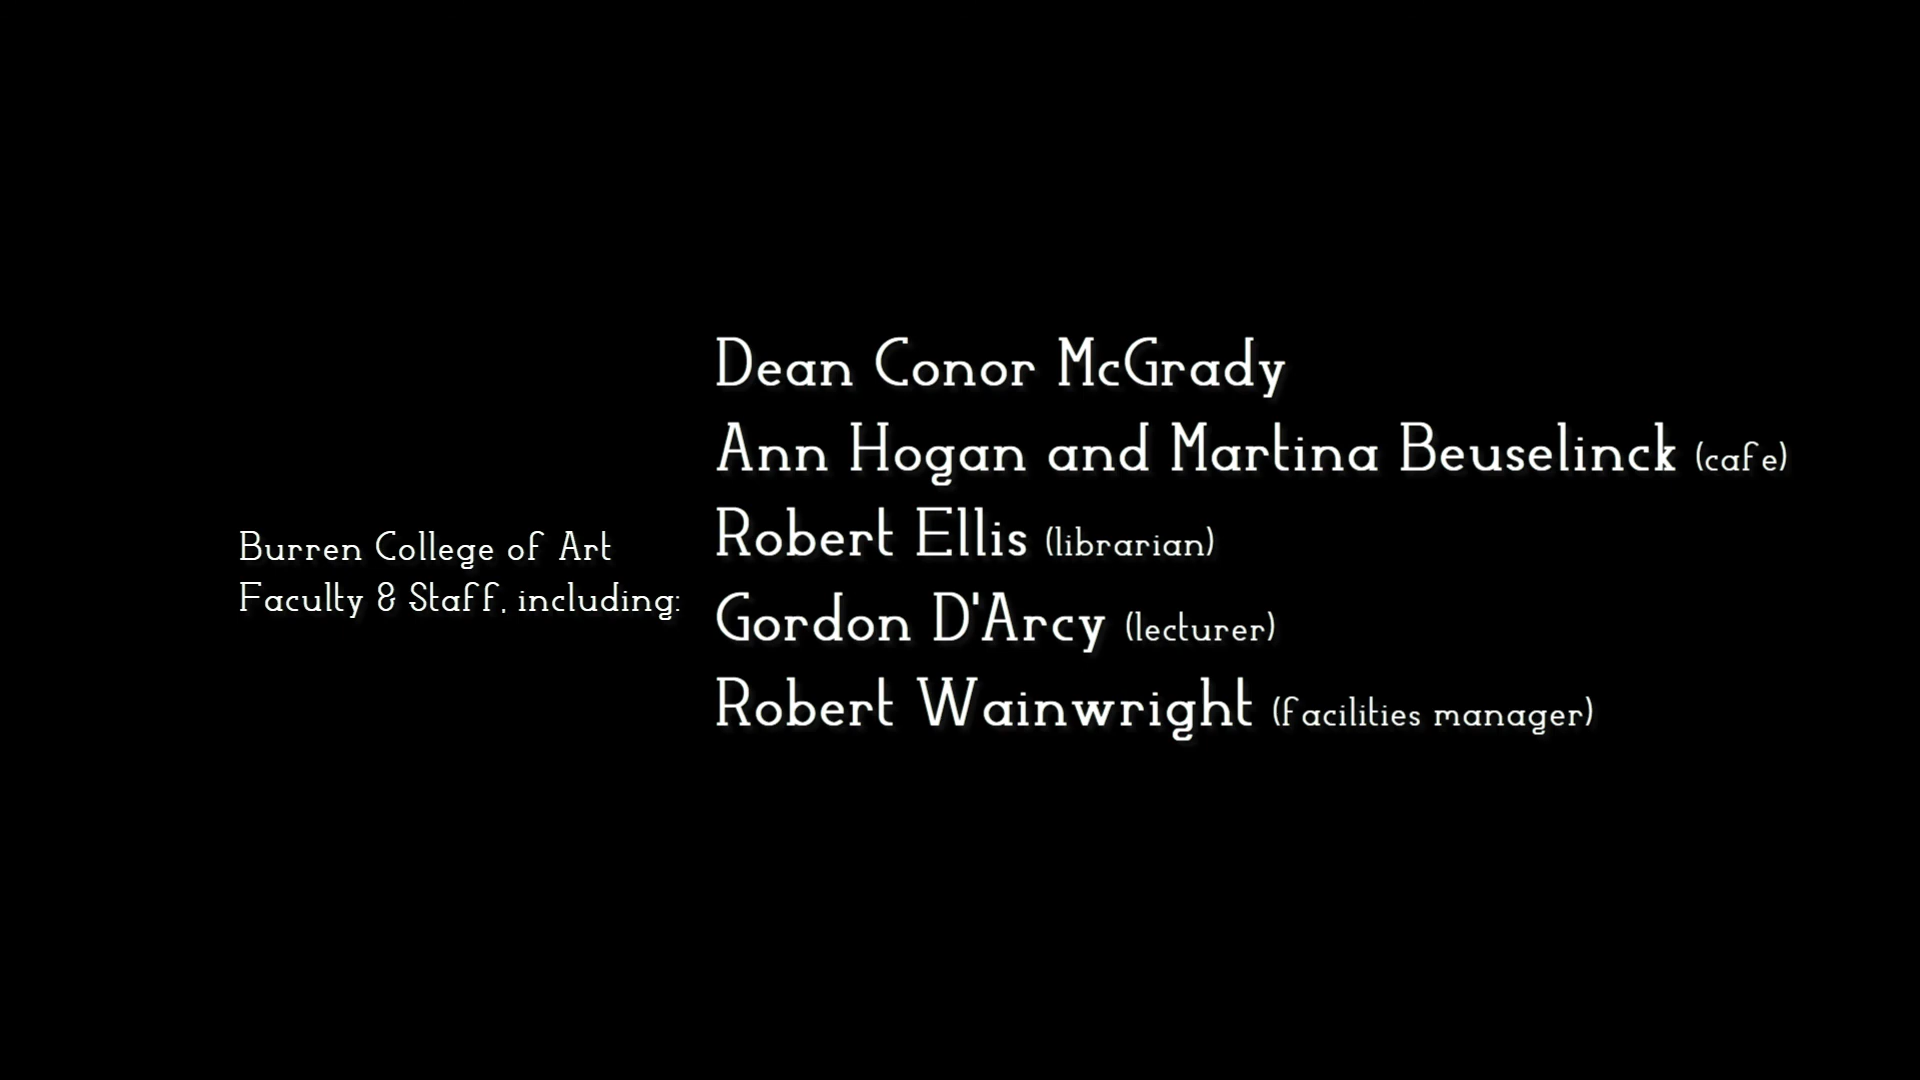 Burren College of Art
Faculty & Staff, including:
Dean Conor McGrady
Ann Hogan and Martina Beuselinck (cafe)
Robert Ellis (librarian)
Gordon D'Arcy (lecturer)
Robert Wainwright (facilities manager)